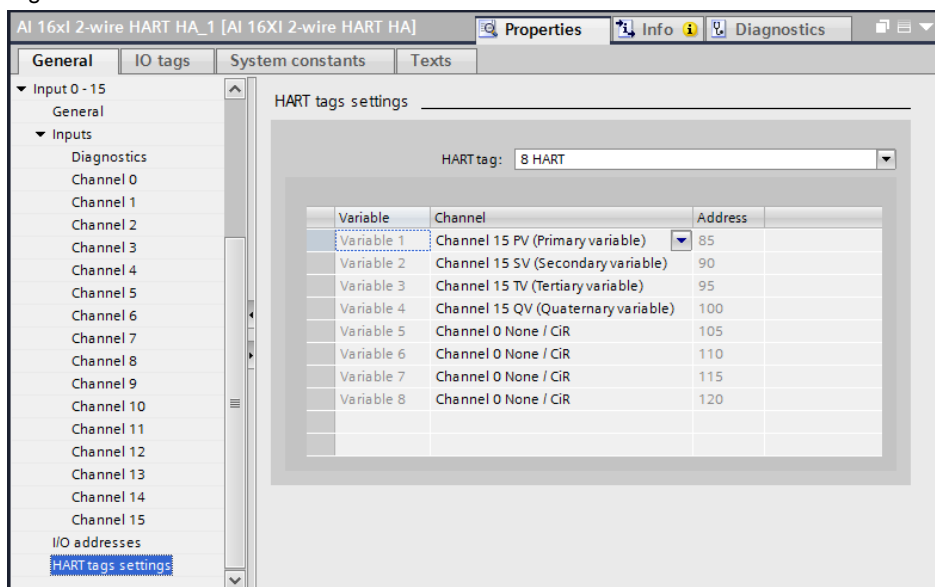 AI 16xI 2-wire HART HA_1 [AI 16XI 2-wire HART HA]
Properties
Info
Diagnostics
General
IO tags
System constants
Texts
Input 0 - 15
General
Inputs
Diagnostics
Channel 0
Channel 1
Channel 2
Channel 3
Channel 4
Channel 5
Channel 6
Channel 7
Channel 8
Channel 9
Channel 10
Channel 11
Channel 12
Channel 13
Channel 14
Channel 15
I/O addresses
HART tags settings
HART tags settings
HART tag: 8 HART
Variable Channel Address
Variable 1 Channel 15 PV (Primary variable) 85
Variable 2 Channel 15 SV (Secondary variable) 90
Variable 3 Channel 15 TV (Tertiary variable) 95
Variable 4 Channel 15 QV (Quaternary variable) 100
Variable 5 Channel 0 None / CiR 105
Variable 6 Channel 0 None / CiR 110
Variable 7 Channel 0 None / CiR 115
Variable 8 Channel 0 None / CiR 120